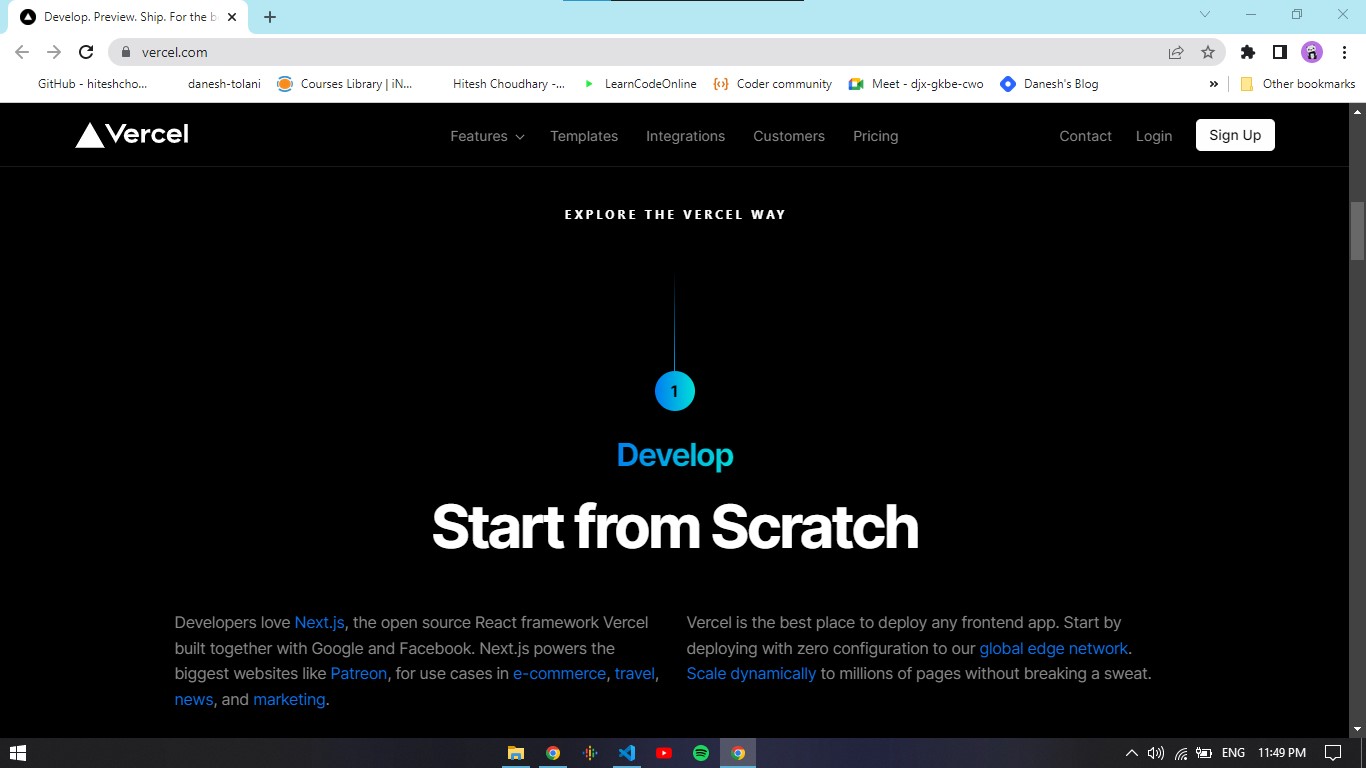 Develop. Preview. Ship. For the b
vercel.com
GitHub - hiteshcho...
danesh-tolani
Courses Library | iN...
Hitesh Choudhary -...
LearnCodeOnline
Coder community
Meet - djx-gkbe-cwo
Danesh's Blog
»
Other bookmarks
Vercel
Features
Templates
Integrations
Customers
Pricing
Contact
Login
Sign Up
EXPLORE THE VERCEL WAY
1
Develop
Start from Scratch
Developers love Next.js, the open source React framework Vercel
built together with Google and Facebook. Next.js powers the
biggest websites like Patreon, for use cases in e-commerce, travel,
news, and marketing.
Vercel is the best place to deploy any frontend app. Start by
deploying with zero configuration to our global edge network.
Scale dynamically to millions of pages without breaking a sweat.
ENG
11:49 PM